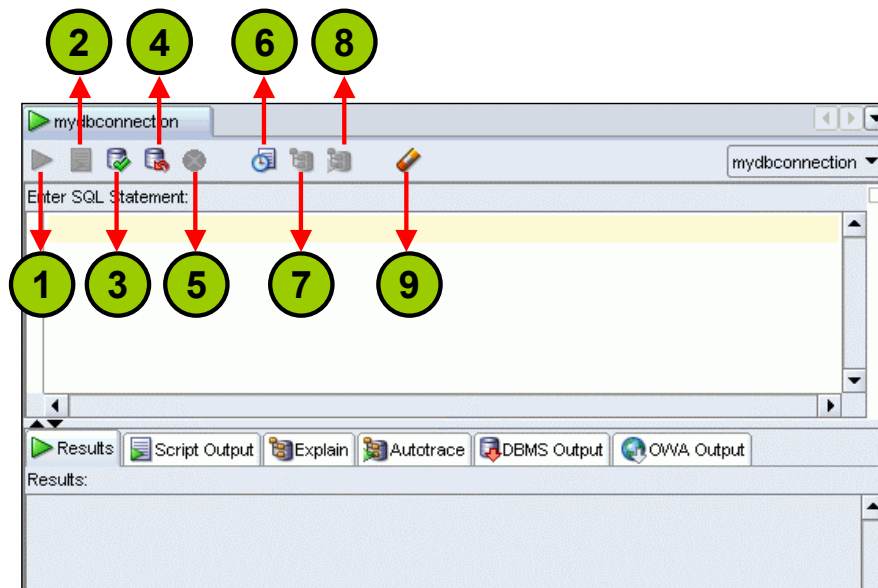 2 4 6 8
mydbconnection
mydbconnection
Enter SQL Statement:
1 3 5 7 9
Results Script Output Explain Autotrace DBMS Output OWA Output
Results: